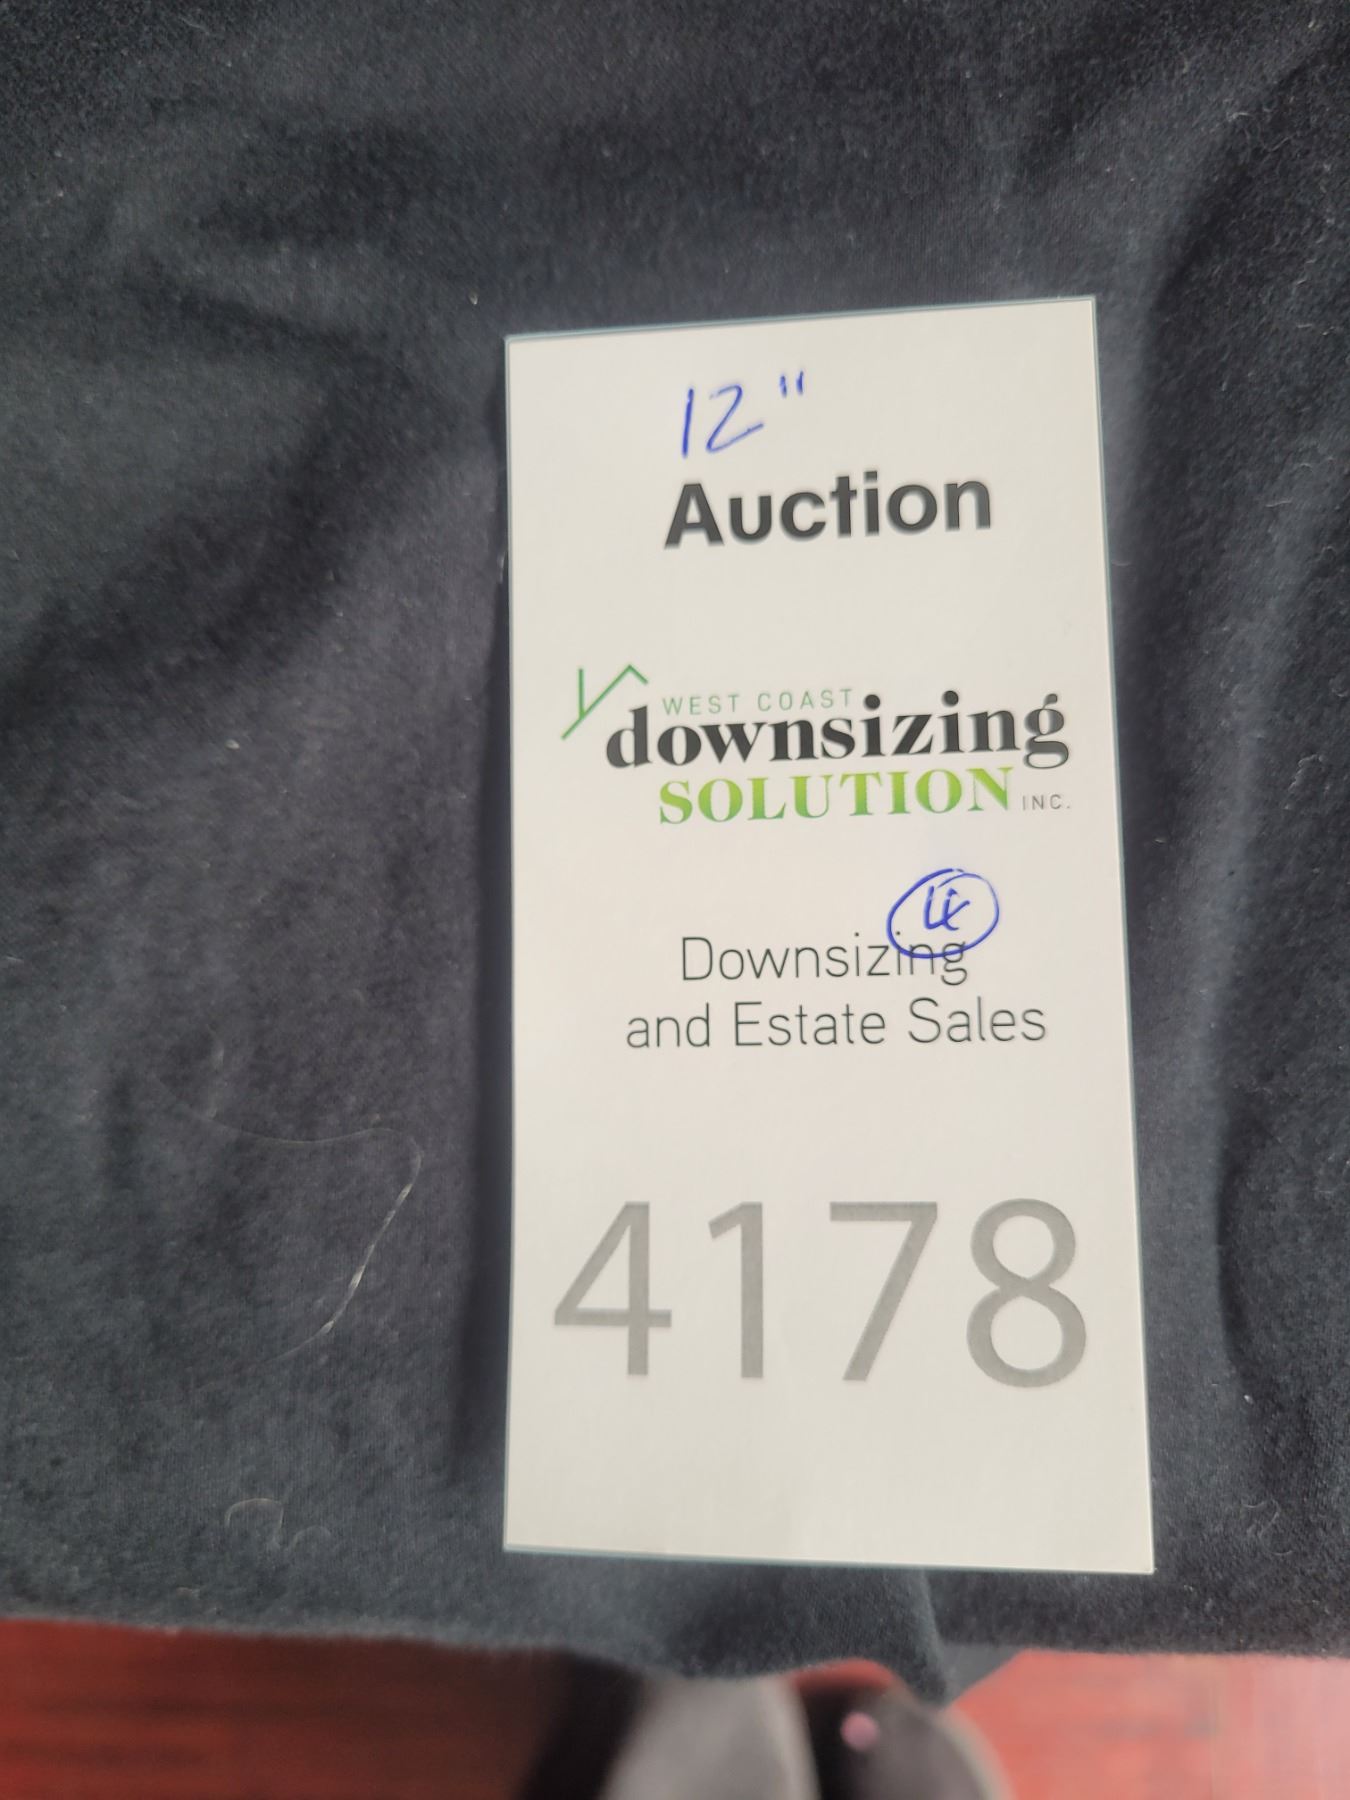 12"
Auction
WEST COAST
downsizing
SOLUTION INC.
Downsizing
and Estate Sales
4178